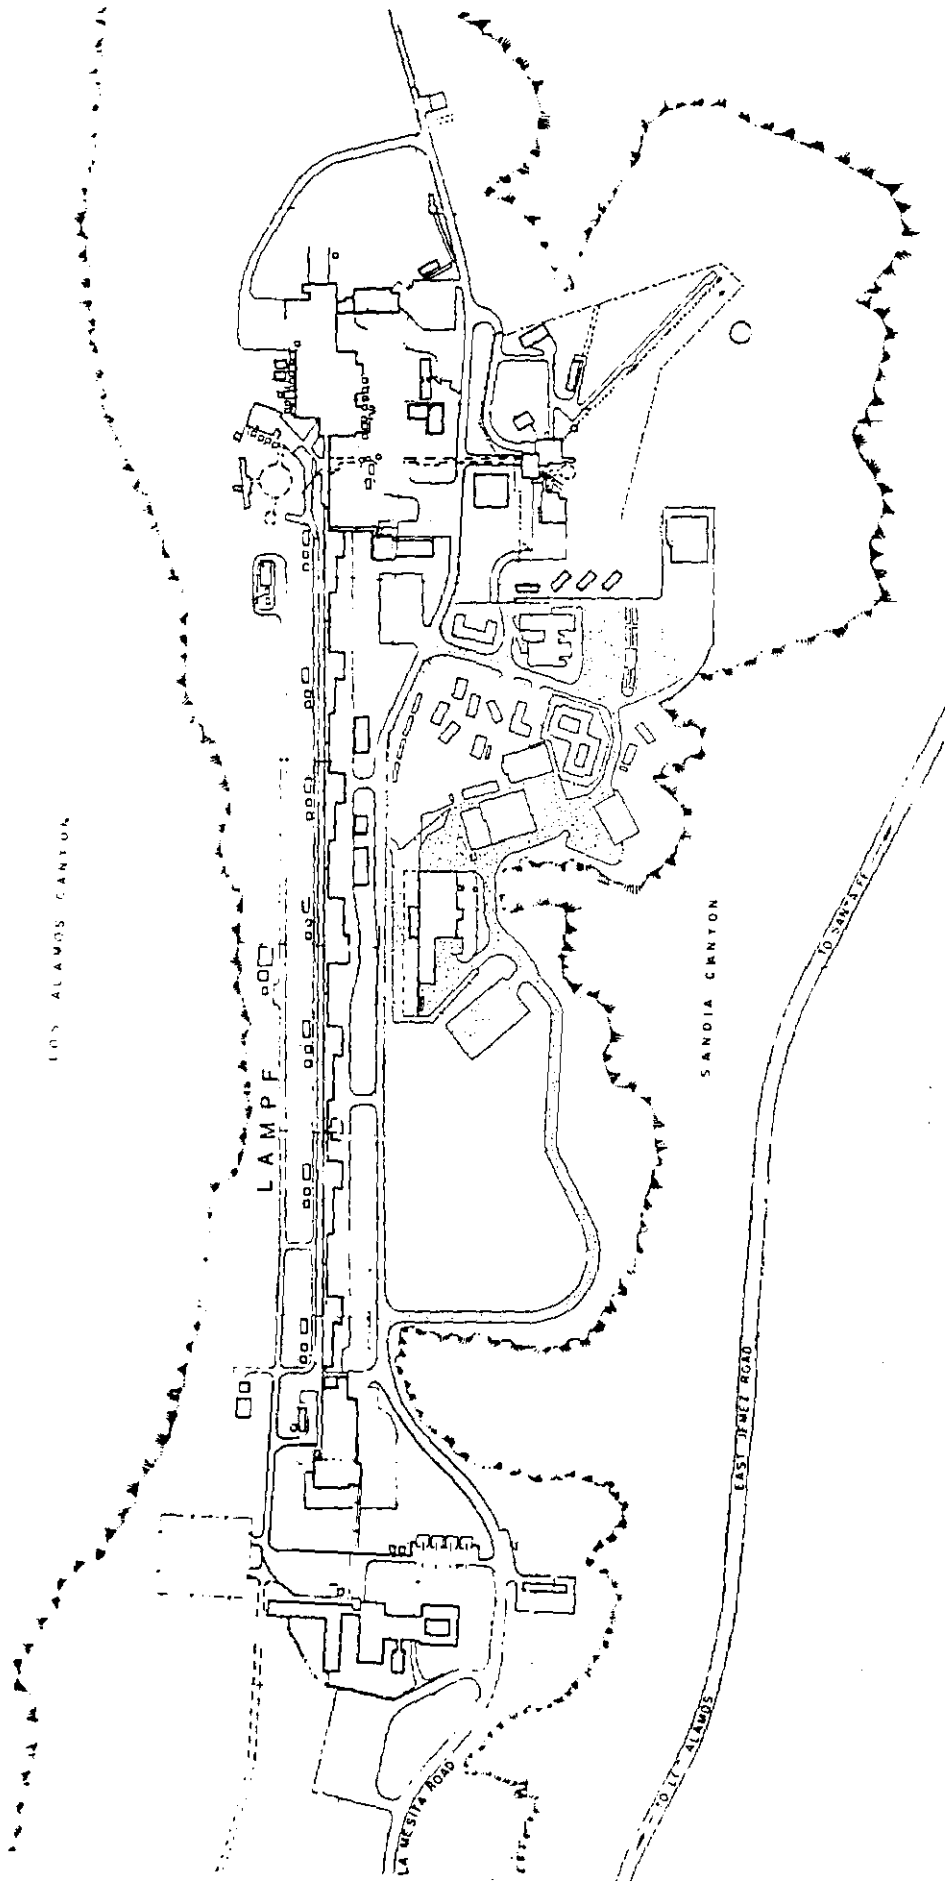 LOS ALAMOS CANYON
LAMPF
SANDIA CANYON
TO SANTA FE
EAST JEMEZ ROAD
TO LOS ALAMOS
LA MESITA ROAD